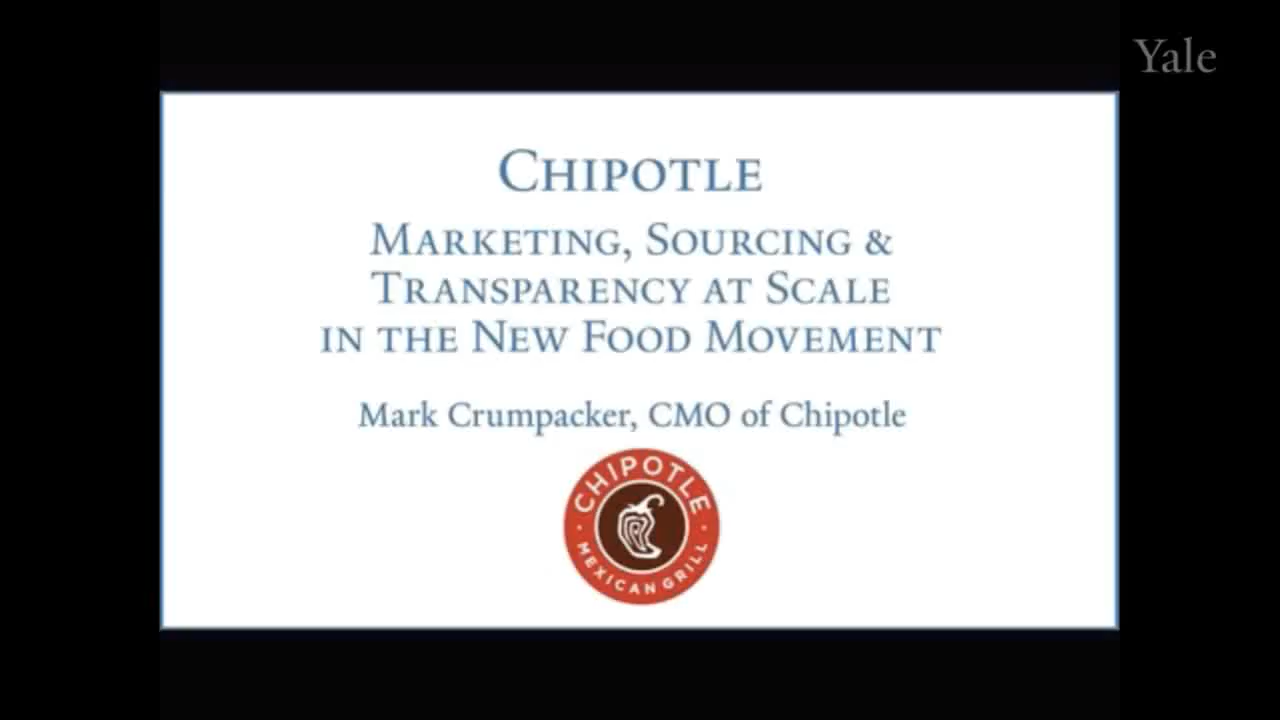 Yale
CHIPOTLE
MARKETING, SOURCING &
TRANSPARENCY AT SCALE
IN THE NEW FOOD MOVEMENT
Mark Crumpacker, CMO of Chipotle
CHIPOTLE
MEXICAN GRILL